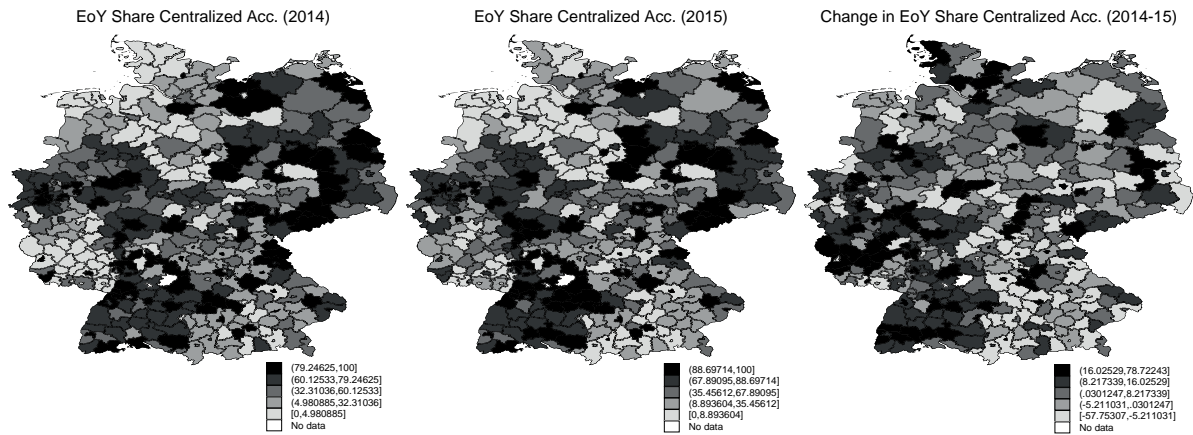 EoY Share Centralized Acc. (2014)
(79.24625,100]
(60.12533,79.24625]
(32.31036,60.12533]
(4.980885,32.31036]
[0,4.980885]
No data
EoY Share Centralized Acc. (2015)
(88.69714,100]
(67.89095,88.69714]
(35.45612,67.89095]
(8.893604,35.45612]
[0,8.893604]
No data
Change in EoY Share Centralized Acc. (2014-15)
(16.02529,78.72243]
(8.217339,16.02529]
(.0301247,8.217339]
(-5.211031,.0301247]
[-57.75307,-5.211031]
No data